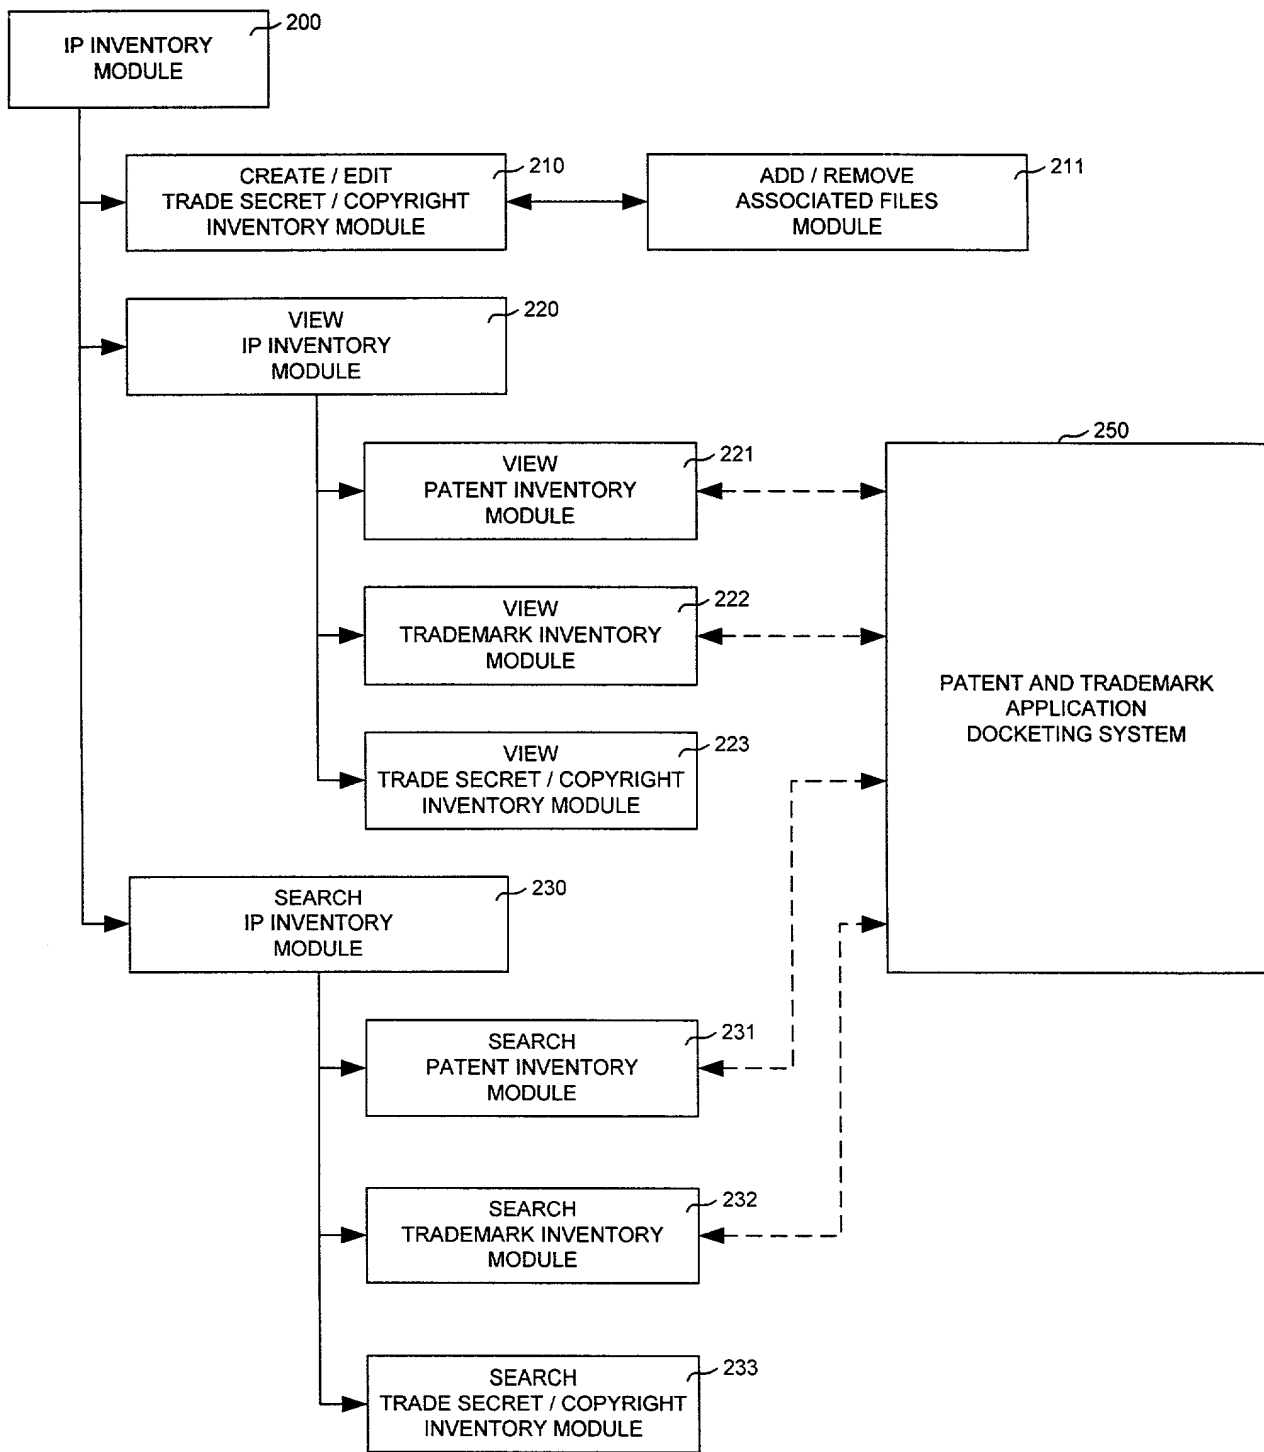 200
IP INVENTORY
MODULE
210
CREATE / EDIT
TRADE SECRET / COPYRIGHT
INVENTORY MODULE
211
ADD / REMOVE
ASSOCIATED FILES
MODULE
220
VIEW
IP INVENTORY
MODULE
250
PATENT AND TRADEMARK
APPLICATION
DOCKETING SYSTEM
221
VIEW
PATENT INVENTORY
MODULE
222
VIEW
TRADEMARK INVENTORY
MODULE
223
VIEW
TRADE SECRET / COPYRIGHT
INVENTORY MODULE
230
SEARCH
IP INVENTORY
MODULE
231
SEARCH
PATENT INVENTORY
MODULE
232
SEARCH
TRADEMARK INVENTORY
MODULE
233
SEARCH
TRADE SECRET / COPYRIGHT
INVENTORY MODULE